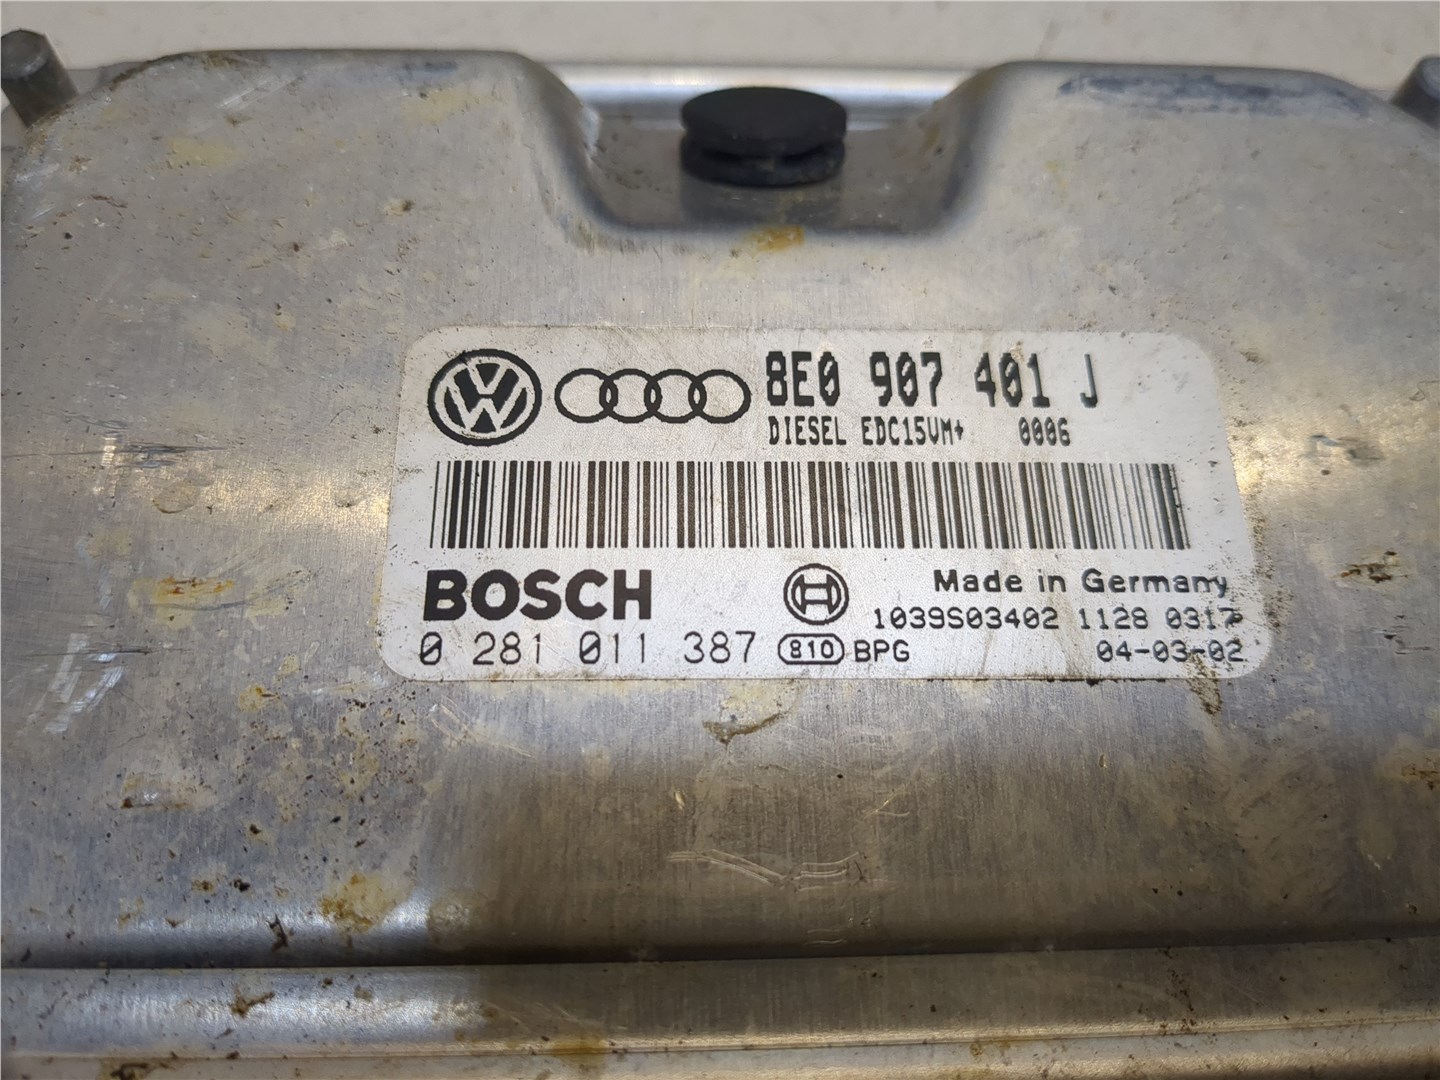 8E0 907 401 J
DIESEL EDC15VM+ 0006
BOSCH
Made in Germany
1039S03402 1128 0317
0 281 011 387 810 BPG 04-03-02